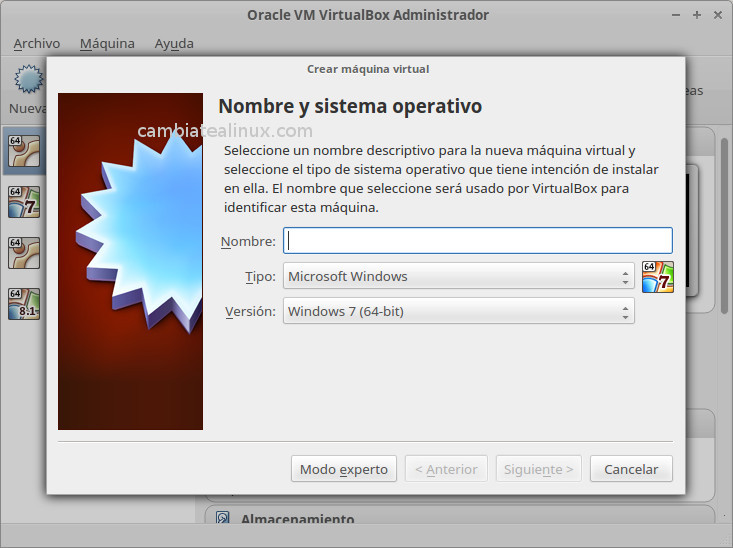 Oracle VM VirtualBox Administrador
Archivo Máquina Ayuda
Nueva
Crear máquina virtual
Nombre y sistema operativo
cambiatealinux.com
Seleccione un nombre descriptivo para la nueva máquina virtual y
seleccione el tipo de sistema operativo que tiene intención de instalar
en ella. El nombre que seleccione será usado por VirtualBox para
identificar esta máquina.
Nombre:
Tipo: Microsoft Windows
64
7
Versión: Windows 7 (64-bit)
64
64
7
64
64
8.1
Modo experto < Anterior Siguiente > Cancelar
Almacenamiento